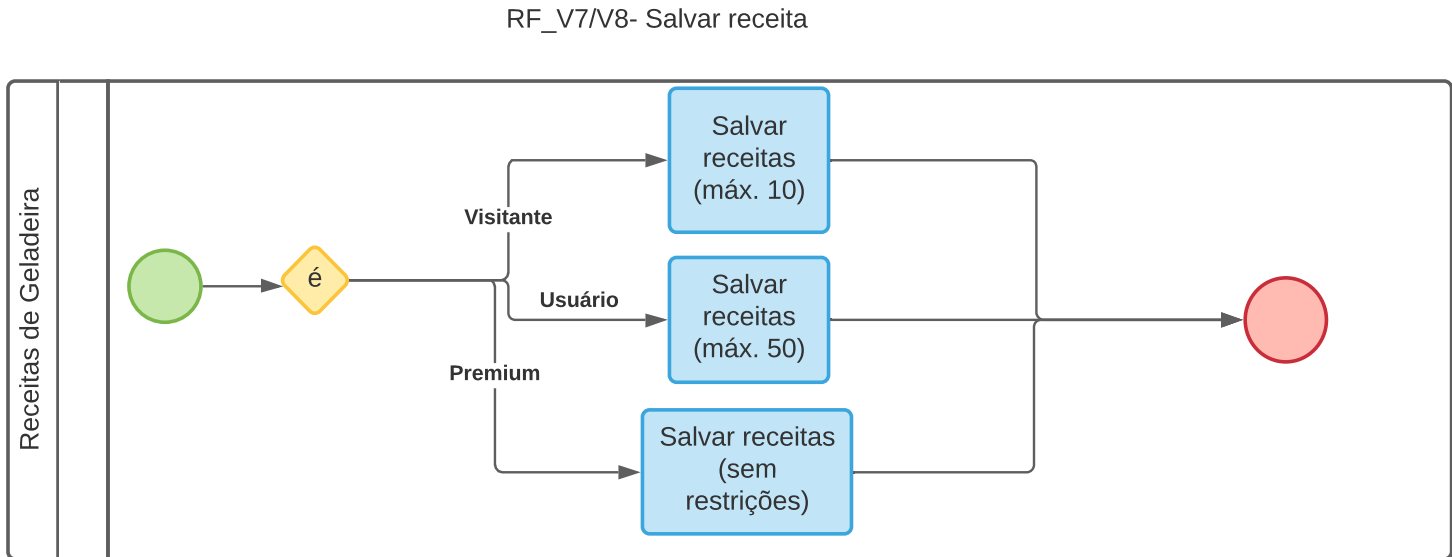 RF_V7/V8- Salvar receita
Receitas de Geladeira
é
Visitante
Usuário
Premium
Salvar
receitas
(máx. 10)
Salvar
receitas
(máx. 50)
Salvar receitas
(sem
restrições)